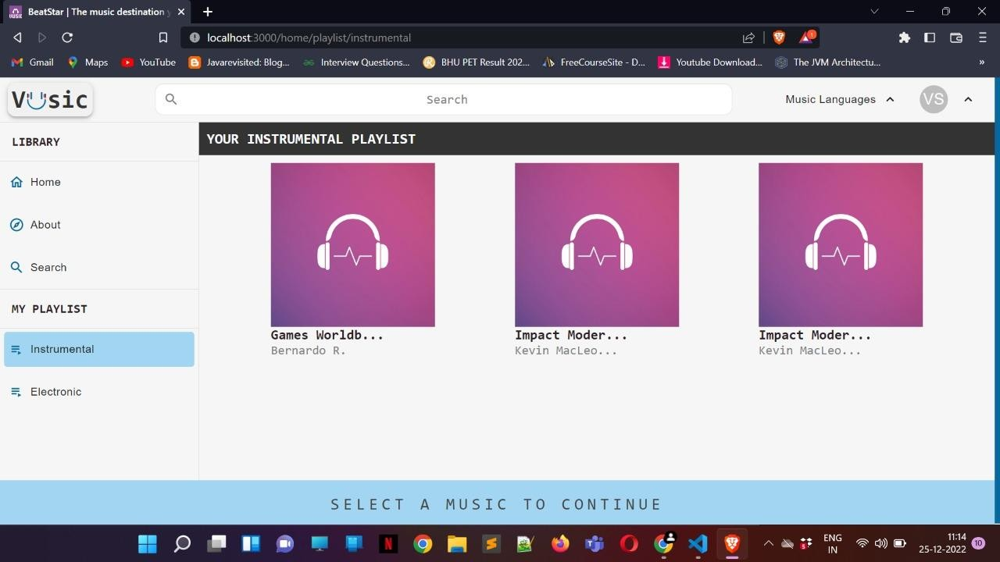 BeatStar | The music destination y
localhost:3000/home/playlist/instrumental
1
Gmail
Maps
YouTube
Javarevisited: Blog...
Interview Questions...
BHU PET Result 202...
FreeCourseSite - D...
Youtube Download...
The JVM Architectu...
»
Vusic
Search
Music Languages
VS
LIBRARY
YOUR INSTRUMENTAL PLAYLIST
Home
About
Search
MY PLAYLIST
Instrumental
Electronic
Games Worldb...
Bernardo R.
Impact Moder...
Kevin MacLeo...
Impact Moder...
Kevin MacLeo...
SELECT A MUSIC TO CONTINUE
ENG
IN
11:14
25-12-2022
10